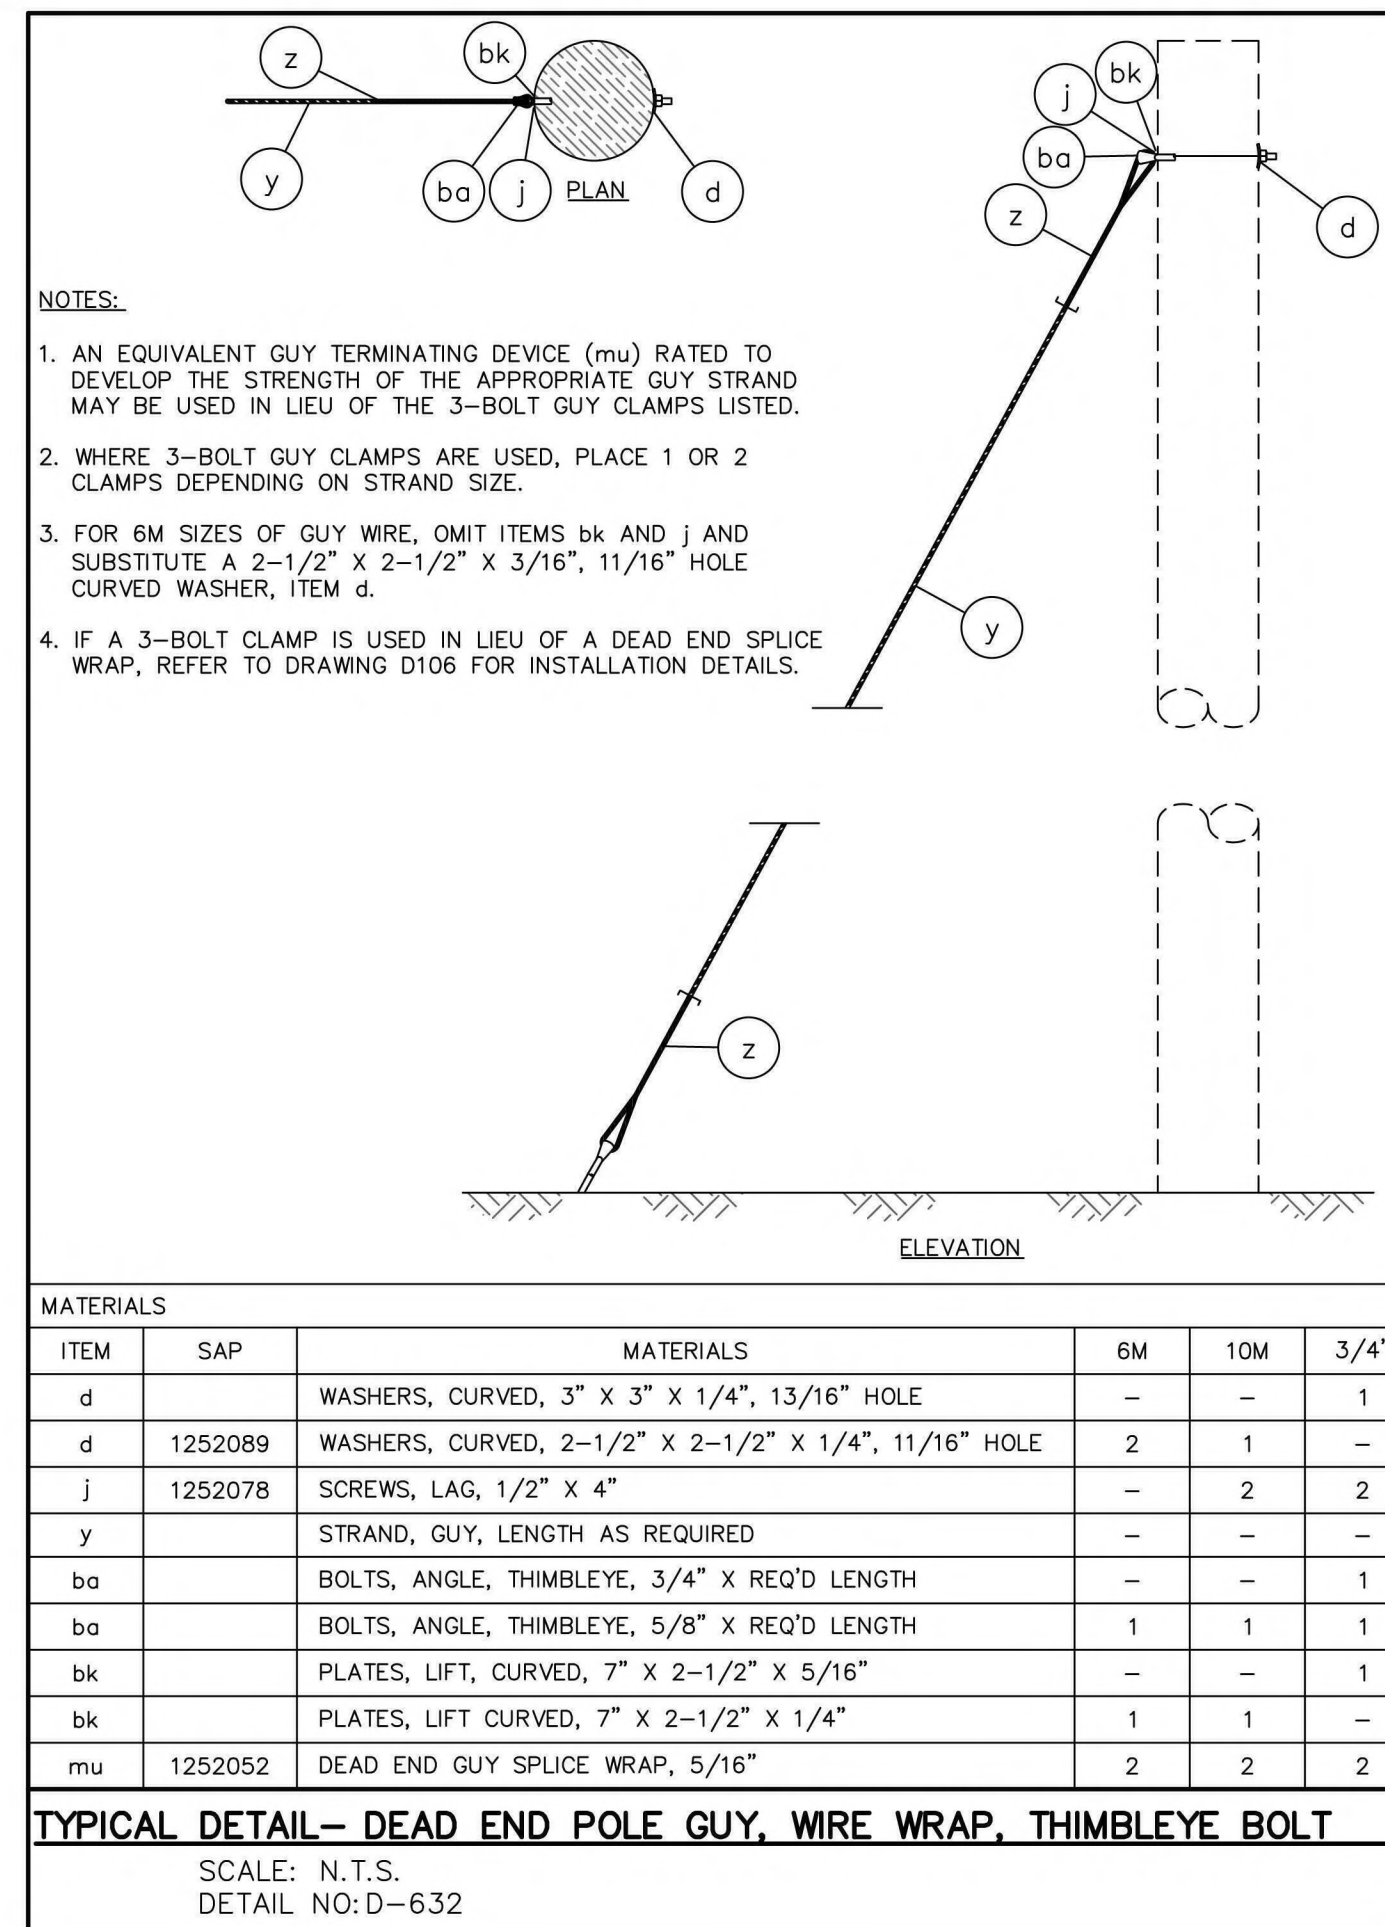 z
bk
y
ba
j
PLAN
d
bk
j
ba
z
d
y
NOTES:
1. AN EQUIVALENT GUY TERMINATING DEVICE (mu) RATED TO
DEVELOP THE STRENGTH OF THE APPROPRIATE GUY STRAND
MAY BE USED IN LIEU OF THE 3-BOLT GUY CLAMPS LISTED.
2. WHERE 3-BOLT GUY CLAMPS ARE USED, PLACE 1 OR 2
CLAMPS DEPENDING ON STRAND SIZE.
3. FOR 6M SIZES OF GUY WIRE, OMIT ITEMS bk AND j AND
SUBSTITUTE A 2-1/2" X 2-1/2" X 3/16", 11/16" HOLE
CURVED WASHER, ITEM d.
4. IF A 3-BOLT CLAMP IS USED IN LIEU OF A DEAD END SPLICE
WRAP, REFER TO DRAWING D106 FOR INSTALLATION DETAILS.
z
ELEVATION
MATERIALS
ITEM SAP MATERIALS 6M 10M 3/4"
d WASHERS, CURVED, 3" X 3" X 1/4", 13/16" HOLE - - 1
d 1252089 WASHERS, CURVED, 2-1/2" X 2-1/2" X 1/4", 11/16" HOLE 2 1 -
j 1252078 SCREWS, LAG, 1/2" X 4" - 2 2
y STRAND, GUY, LENGTH AS REQUIRED - - -
ba BOLTS, ANGLE, THIMBLEYE, 3/4" X REQ'D LENGTH - - 1
ba BOLTS, ANGLE, THIMBLEYE, 5/8" X REQ'D LENGTH 1 1 1
bk PLATES, LIFT, CURVED, 7" X 2-1/2" X 5/16" - - 1
bk PLATES, LIFT CURVED, 7" X 2-1/2" X 1/4" 1 1 -
mu 1252052 DEAD END GUY SPLICE WRAP, 5/16" 2 2 2
TYPICAL DETAIL- DEAD END POLE GUY, WIRE WRAP, THIMBLEYE BOLT
SCALE: N.T.S.
DETAIL NO: D-632